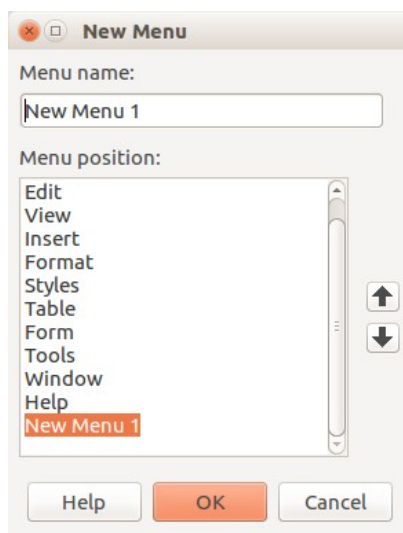 New Menu
Menu name:
New Menu 1
Menu position:
Edit
View
Insert
Format
Styles
Table
Form
Tools
Window
Help
New Menu 1
Help OK Cancel